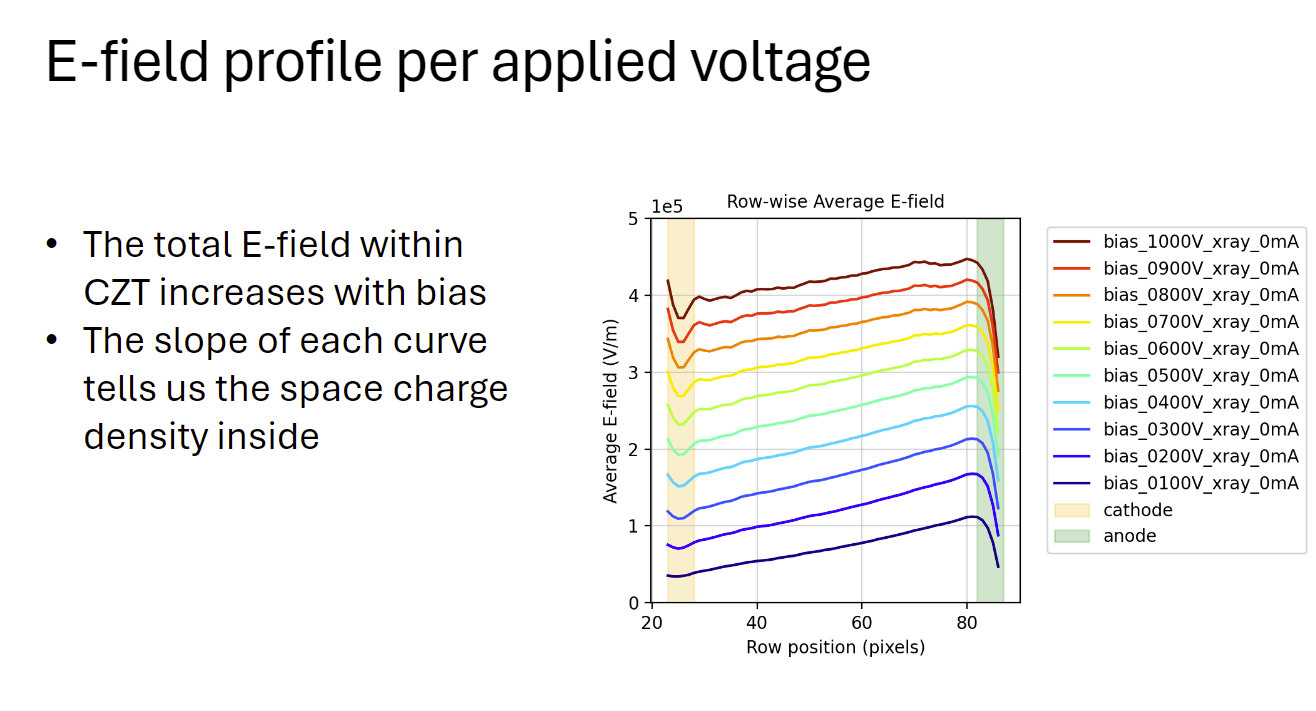 E-field profile per applied voltage
• The total E-field within
CZT increases with bias
• The slope of each curve
tells us the space charge
density inside
Row-wise Average E-field
1e5
5
4
3
2
1
0
Average E-field (V/m)
20
40
60
80
Row position (pixels)
bias_1000V_xray_0mA
bias_0900V_xray_0mA
bias_0800V_xray_0mA
bias_0700V_xray_0mA
bias_0600V_xray_0mA
bias_0500V_xray_0mA
bias_0400V_xray_0mA
bias_0300V_xray_0mA
bias_0200V_xray_0mA
bias_0100V_xray_0mA
cathode
anode